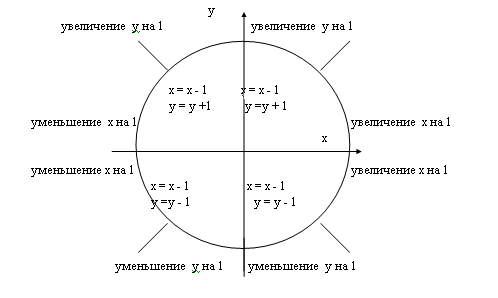 y
увеличение y на 1
увеличение y на 1
x = x - 1
y = y +1
x = x - 1
y =y + 1
уменьшение x на 1
увеличение x на 1
x
уменьшение x на 1
увеличение x на 1
x = x - 1
y =y - 1
x = x - 1
y = y - 1
уменьшение y на 1
уменьшение y на 1